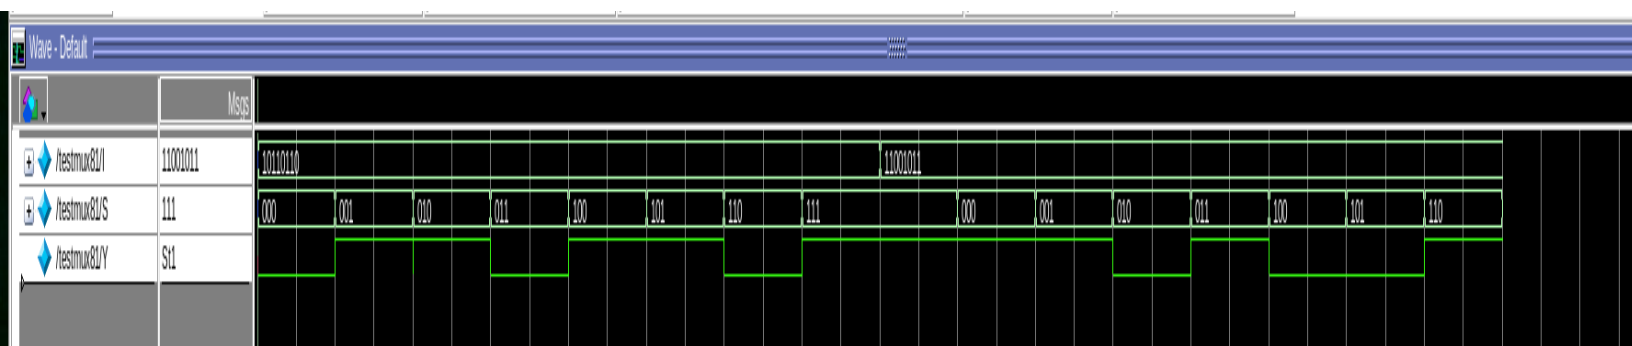 Wave - Default
Msgs
/testmux81/I 11001011 10110110 11001011
/testmux81/S 111 000 001 010 011 100 101 110 111 000 001 010 011 100 101 110
/testmux81/Y St1